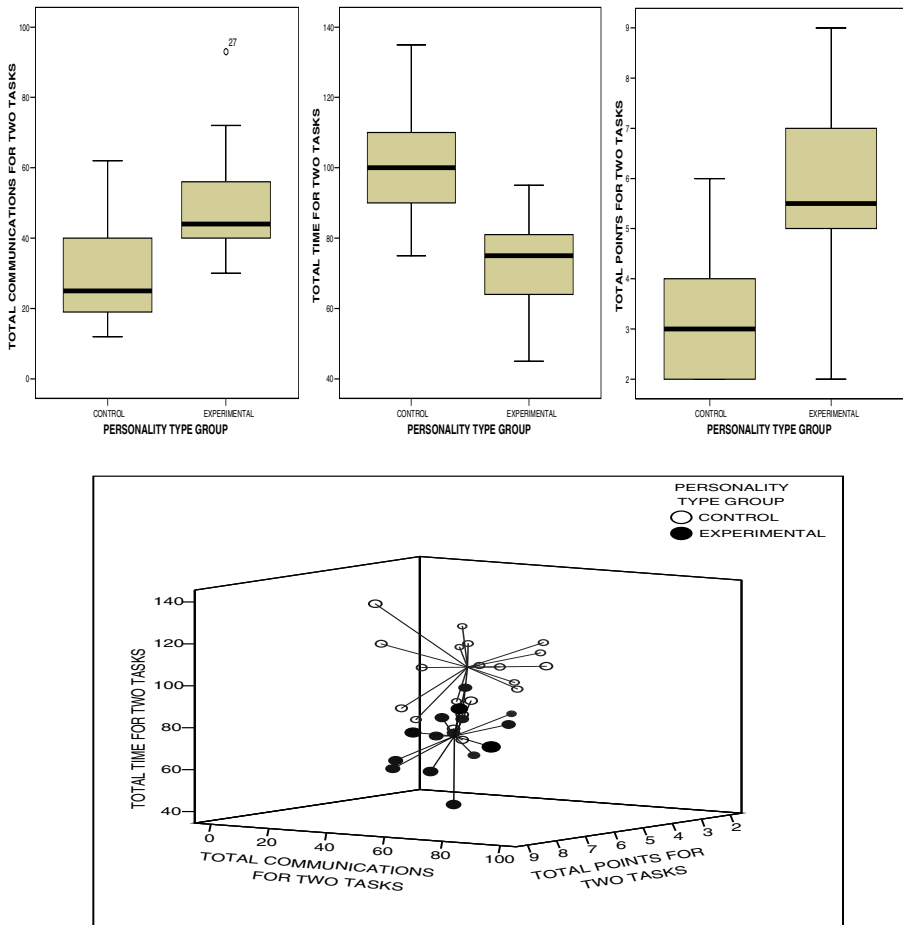 TOTAL COMMUNICATIONS FOR TWO TASKS
100
80
60
40
20
0
27
CONTROL
EXPERIMENTAL
PERSONALITY TYPE GROUP
TOTAL TIME FOR TWO TASKS
140
120
100
80
60
40
CONTROL
EXPERIMENTAL
PERSONALITY TYPE GROUP
TOTAL POINTS FOR TWO TASKS
9
8
7
6
5
4
3
2
CONTROL
EXPERIMENTAL
PERSONALITY TYPE GROUP
PERSONALITY
TYPE GROUP
CONTROL
EXPERIMENTAL
TOTAL TIME FOR TWO TASKS
140
120
100
80
60
40
0
20
40
60
80
100
TOTAL COMMUNICATIONS
FOR TWO TASKS
9
8
7
6
5
4
3
2
TOTAL POINTS FOR
TWO TASKS